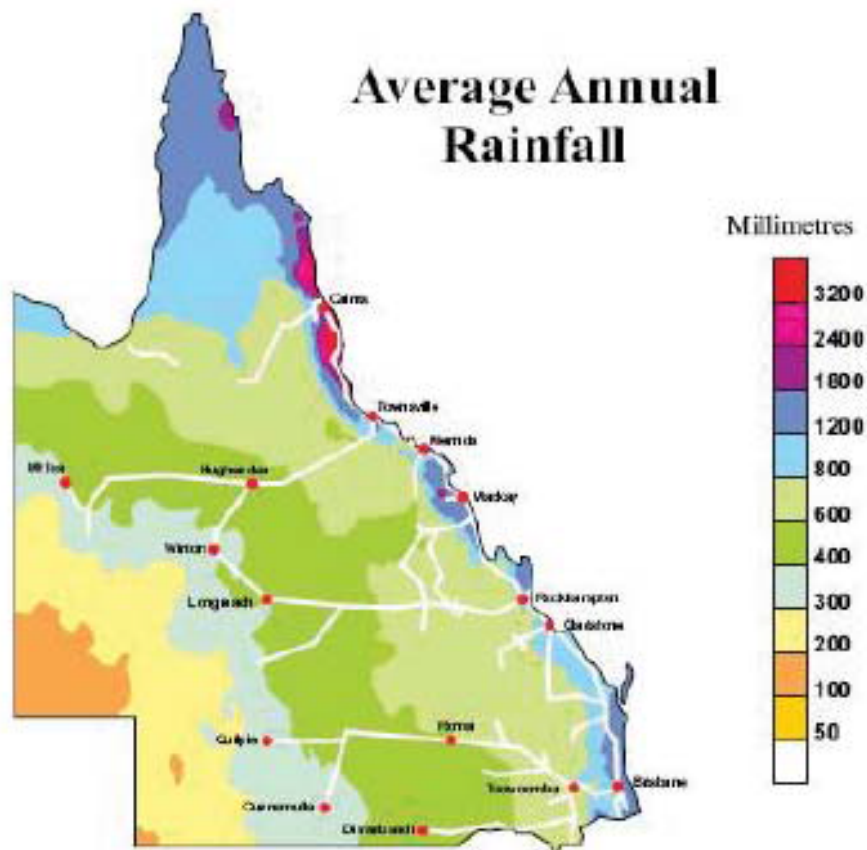 Average Annual
Rainfall
Millimetres
3200
2400
1800
1200
800
600
400
300
200
100
50
Cairns
Townsville
Mackay
Hughenden
Winton
Longreach
Rockhampton
Gladstone
Quilpie
Roma
Toowoomba
Brisbane
Cunnamulla
Dirranbandi